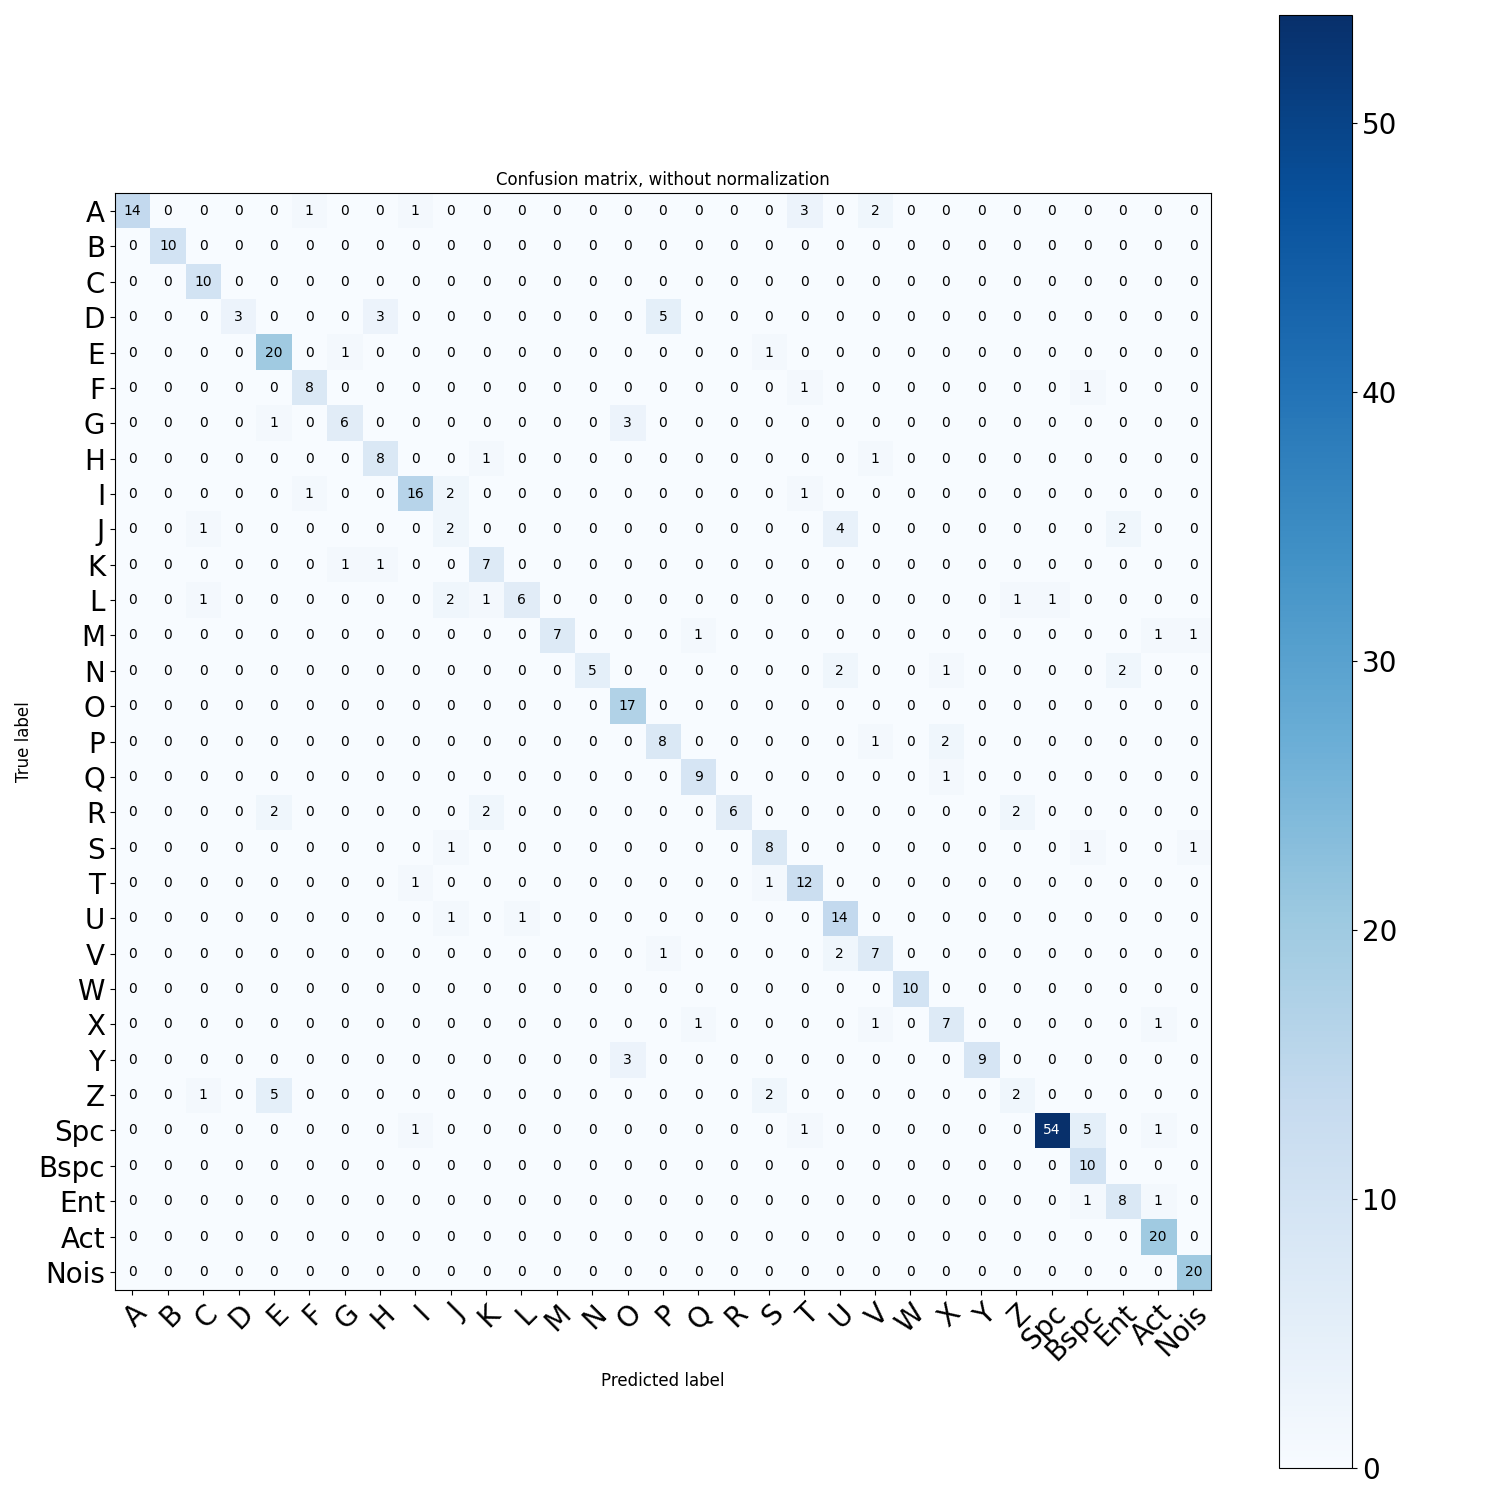 Confusion matrix, without normalization
A 14 0 0 0 0 1 0 0 1 0 0 0 0 0 0 0 0 0 0 3 0 2 0 0 0 0 0 0 0 0 0
B 0 10 0 0 0 0 0 0 0 0 0 0 0 0 0 0 0 0 0 0 0 0 0 0 0 0 0 0 0 0 0
C 0 0 10 0 0 0 0 0 0 0 0 0 0 0 0 0 0 0 0 0 0 0 0 0 0 0 0 0 0 0 0
D 0 0 0 3 0 0 0 3 0 0 0 0 0 0 0 5 0 0 0 0 0 0 0 0 0 0 0 0 0 0 0
E 0 0 0 0 20 0 1 0 0 0 0 0 0 0 0 0 0 0 1 0 0 0 0 0 0 0 0 0 0 0 0
F 0 0 0 0 0 8 0 0 0 0 0 0 0 0 0 0 0 0 0 1 0 0 0 0 0 0 0 1 0 0 0
G 0 0 0 0 1 0 6 0 0 0 0 0 0 0 3 0 0 0 0 0 0 0 0 0 0 0 0 0 0 0 0
H 0 0 0 0 0 0 0 8 0 0 1 0 0 0 0 0 0 0 0 0 0 1 0 0 0 0 0 0 0 0 0
I 0 0 0 0 0 1 0 0 16 2 0 0 0 0 0 0 0 0 0 1 0 0 0 0 0 0 0 0 0 0 0
J 0 0 1 0 0 0 0 0 0 2 0 0 0 0 0 0 0 0 0 0 4 0 0 0 0 0 0 0 2 0 0
K 0 0 0 0 0 0 1 1 0 0 7 0 0 0 0 0 0 0 0 0 0 0 0 0 0 0 0 0 0 0 0
L 0 0 1 0 0 0 0 0 0 2 1 6 0 0 0 0 0 0 0 0 0 0 0 0 0 1 1 0 0 0 0
M 0 0 0 0 0 0 0 0 0 0 0 0 7 0 0 0 1 0 0 0 0 0 0 0 0 0 0 0 0 1 1
N 0 0 0 0 0 0 0 0 0 0 0 0 0 5 0 0 0 0 0 0 2 0 0 1 0 0 0 0 2 0 0
O 0 0 0 0 0 0 0 0 0 0 0 0 0 0 17 0 0 0 0 0 0 0 0 0 0 0 0 0 0 0 0
P 0 0 0 0 0 0 0 0 0 0 0 0 0 0 0 8 0 0 0 0 0 1 0 2 0 0 0 0 0 0 0
Q 0 0 0 0 0 0 0 0 0 0 0 0 0 0 0 0 9 0 0 0 0 0 0 1 0 0 0 0 0 0 0
R 0 0 0 0 2 0 0 0 0 0 2 0 0 0 0 0 0 6 0 0 0 0 0 0 0 2 0 0 0 0 0
S 0 0 0 0 0 0 0 0 0 1 0 0 0 0 0 0 0 0 8 0 0 0 0 0 0 0 0 1 0 0 1
T 0 0 0 0 0 0 0 0 1 0 0 0 0 0 0 0 0 0 1 12 0 0 0 0 0 0 0 0 0 0 0
U 0 0 0 0 0 0 0 0 0 1 0 1 0 0 0 0 0 0 0 0 14 0 0 0 0 0 0 0 0 0 0
V 0 0 0 0 0 0 0 0 0 0 0 0 0 0 0 1 0 0 0 0 2 7 0 0 0 0 0 0 0 0 0
W 0 0 0 0 0 0 0 0 0 0 0 0 0 0 0 0 0 0 0 0 0 0 10 0 0 0 0 0 0 0 0
X 0 0 0 0 0 0 0 0 0 0 0 0 0 0 0 0 1 0 0 0 0 1 0 7 0 0 0 0 0 1 0
Y 0 0 0 0 0 0 0 0 0 0 0 0 0 0 3 0 0 0 0 0 0 0 0 0 9 0 0 0 0 0 0
Z 0 0 1 0 5 0 0 0 0 0 0 0 0 0 0 0 0 0 2 0 0 0 0 0 0 2 0 0 0 0 0
Spc 0 0 0 0 0 0 0 0 1 0 0 0 0 0 0 0 0 0 0 1 0 0 0 0 0 0 54 5 0 1 0
Bspc 0 0 0 0 0 0 0 0 0 0 0 0 0 0 0 0 0 0 0 0 0 0 0 0 0 0 0 10 0 0 0
Ent 0 0 0 0 0 0 0 0 0 0 0 0 0 0 0 0 0 0 0 0 0 0 0 0 0 0 0 1 8 1 0
Act 0 0 0 0 0 0 0 0 0 0 0 0 0 0 0 0 0 0 0 0 0 0 0 0 0 0 0 0 0 20 0
Nois 0 0 0 0 0 0 0 0 0 0 0 0 0 0 0 0 0 0 0 0 0 0 0 0 0 0 0 0 0 0 20
A B C D E F G H I J K L M N O P Q R S T U V W X Y Z Spc Bspc Ent Act Nois
Predicted label
True label
50
40
30
20
10
0